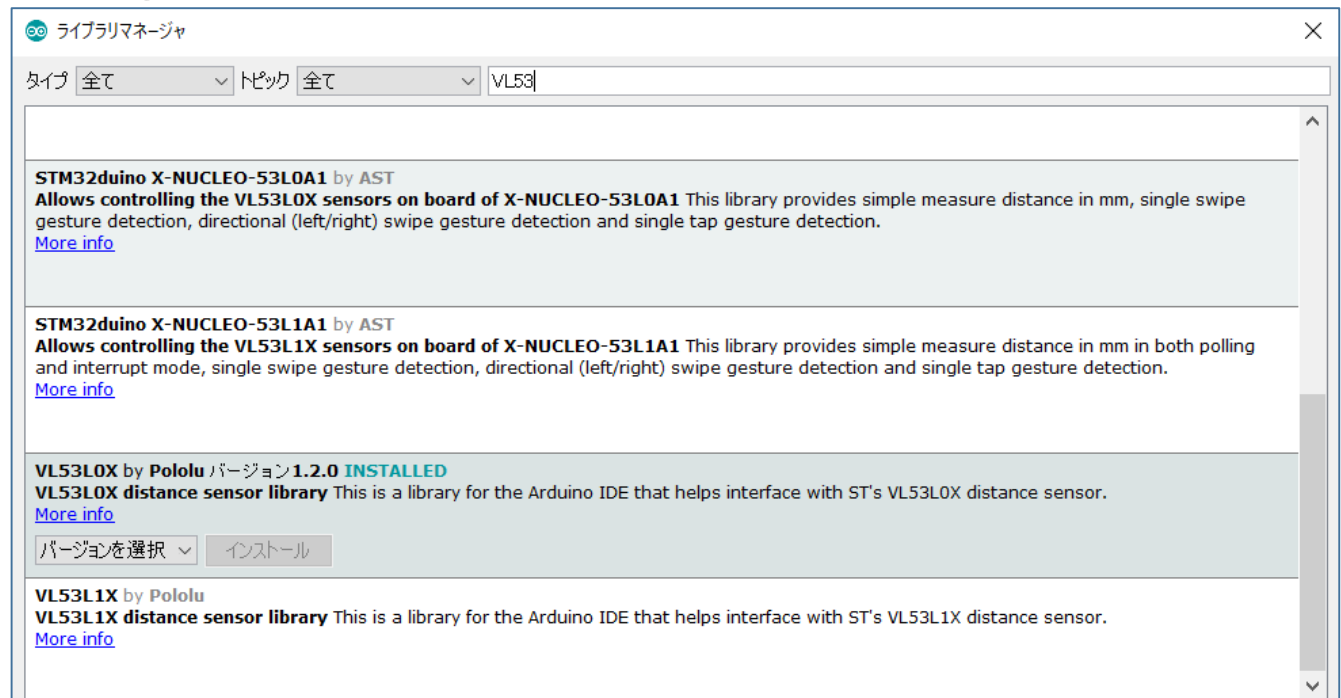 ライブラリマネージャ
タイプ 全て トピック 全て VL53
STM32duino X-NUCLEO-53L0A1 by AST
Allows controlling the VL53L0X sensors on board of X-NUCLEO-53L0A1 This library provides simple measure distance in mm, single swipe
gesture detection, directional (left/right) swipe gesture detection and single tap gesture detection.
More info
STM32duino X-NUCLEO-53L1A1 by AST
Allows controlling the VL53L1X sensors on board of X-NUCLEO-53L1A1 This library provides simple measure distance in mm in both polling
and interrupt mode, single swipe gesture detection, directional (left/right) swipe gesture detection and single tap gesture detection.
More info
VL53L0X by Pololu バージョン1.2.0 INSTALLED
VL53L0X distance sensor library This is a library for the Arduino IDE that helps interface with ST's VL53L0X distance sensor.
More info
バージョンを選択 インストール
VL53L1X by Pololu
VL53L1X distance sensor library This is a library for the Arduino IDE that helps interface with ST's VL53L1X distance sensor.
More info